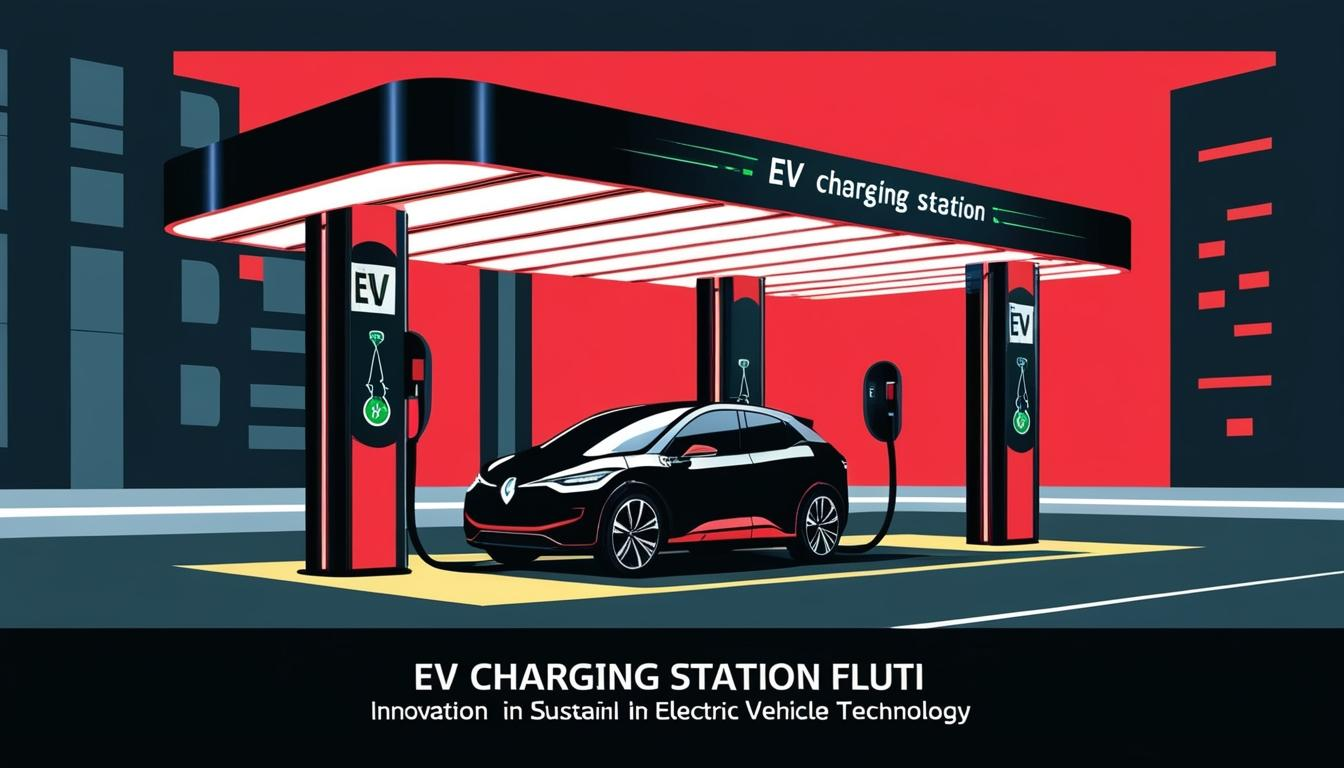 EV charging station
EV
EV
EV CHARGING STATION FLUTI
Innovation in Sustainl in Electric Vehicle Technology